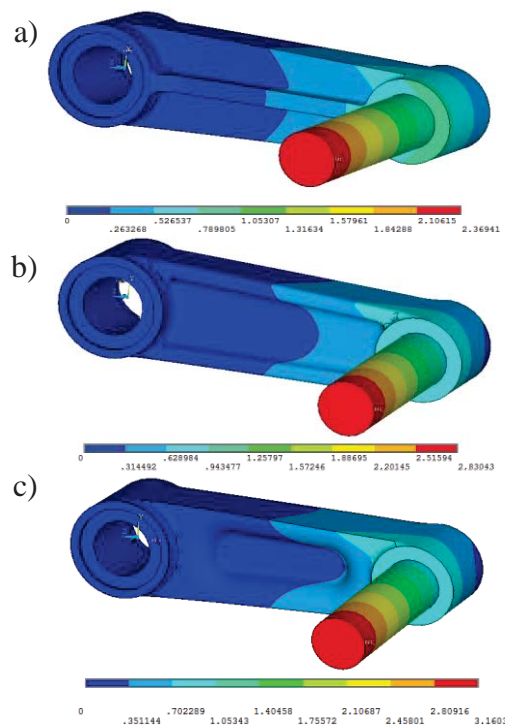 a)
0 .526537 1.05307 1.57961 2.10615
.263268 .789805 1.31634 1.84288 2.36941
b)
0 .628984 1.25797 1.88695 2.51594
.314492 .943477 1.57246 2.20145 2.83043
c)
0 .702289 1.40458 2.10687 2.80916
.351144 1.05343 1.75572 2.45801